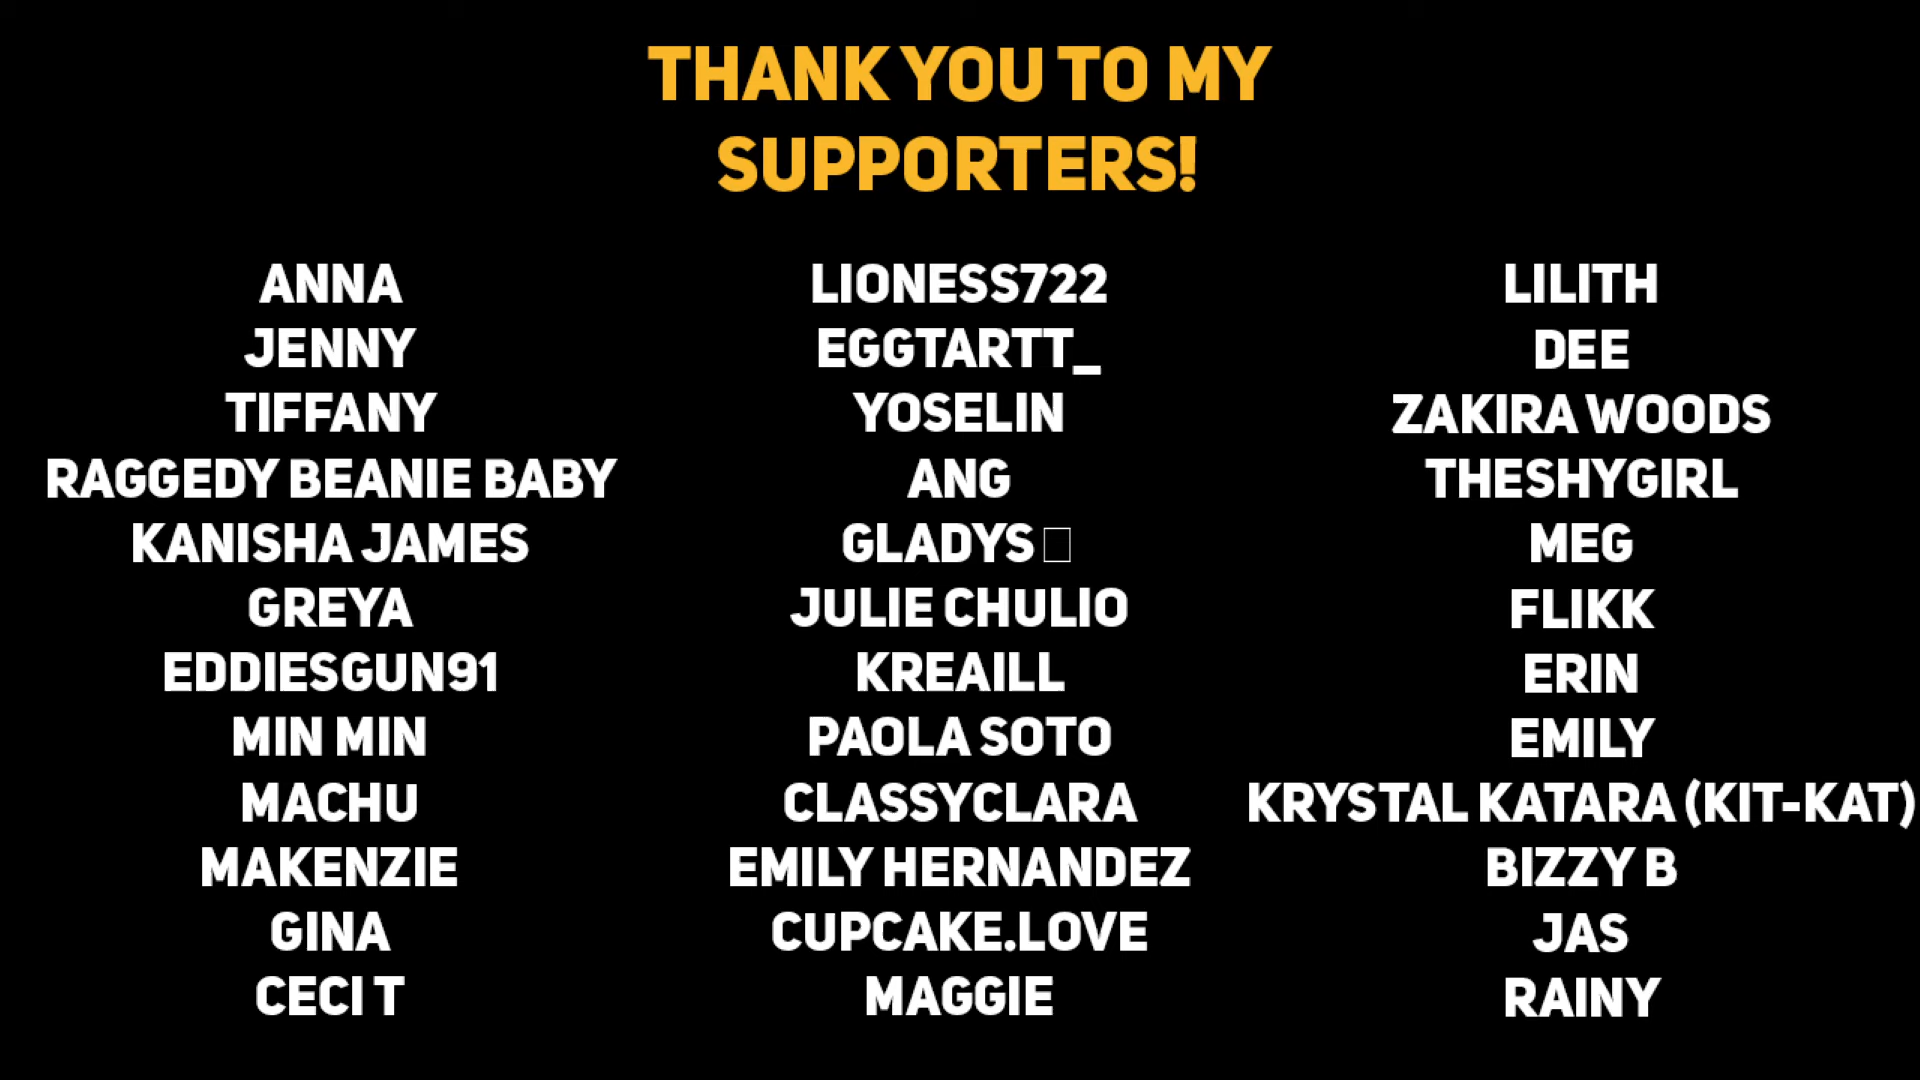 THANK YOU TO MY
SUPPORTERS!
ANNA
JENNY
TIFFANY
RAGGEDY BEANIE BABY
KANISHA JAMES
GREYA
EDDIESGUN91
MIN MIN
MACHU
MAKENZIE
GINA
CECI T
LIONESS722
EGGTARTT_
YOSELIN
ANG
GLADYS □
JULIE CHULIO
KREAILL
PAOLA SOTO
CLASSYCLARA
EMILY HERNANDEZ
CUPCAKE.LOVE
MAGGIE
LILITH
DEE
ZAKIRA WOODS
THESHYGIRL
MEG
FLIKK
ERIN
EMILY
KRYSTAL KATARA (KIT-KAT)
BIZZY B
JAS
RAINY